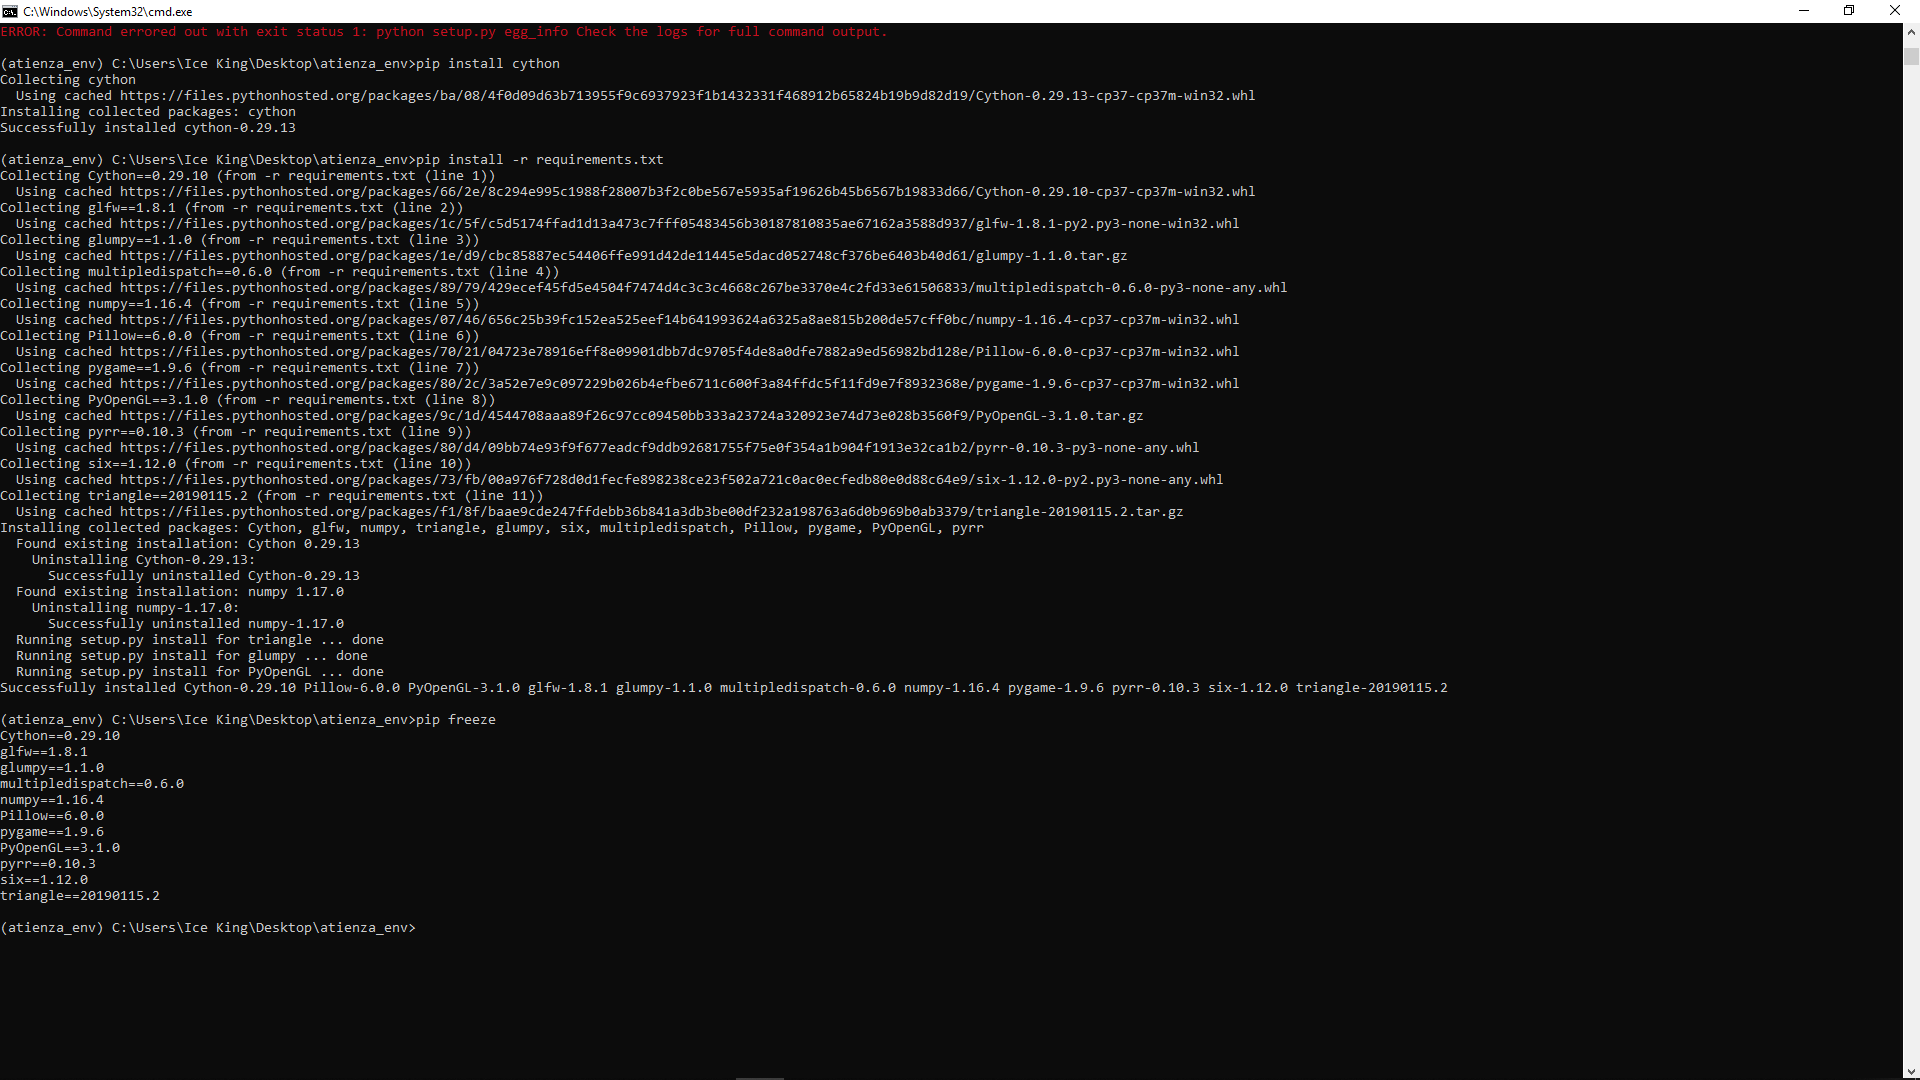 C:\Windows\System32\cmd.exe
ERROR: Command errored out with exit status 1: python setup.py egg_info Check the logs for full command output.
(atienza_env) C:\Users\Ice King\Desktop\atienza_env>pip install cython
Collecting cython
Using cached https://files.pythonhosted.org/packages/ba/08/4f0d09d63b713955f9c6937923f1b1432331f468912b65824b19b9d82d19/Cython-0.29.13-cp37-cp37m-win32.whl
Installing collected packages: cython
Successfully installed cython-0.29.13
(atienza_env) C:\Users\Ice King\Desktop\atienza_env>pip install -r requirements.txt
Collecting Cython==0.29.10 (from -r requirements.txt (line 1))
Using cached https://files.pythonhosted.org/packages/66/2e/8c294e995c1988f28007b3f2c0be567e5935af19626b45b6567b19833d66/Cython-0.29.10-cp37-cp37m-win32.whl
Collecting glfw==1.8.1 (from -r requirements.txt (line 2))
Using cached https://files.pythonhosted.org/packages/1c/5f/c5d5174ffad1d13a473c7fff05483456b30187810835ae67162a3588d937/glfw-1.8.1-py2.py3-none-win32.whl
Collecting glumpy==1.1.0 (from -r requirements.txt (line 3))
Using cached https://files.pythonhosted.org/packages/1e/d9/cbc85887ec54406ffe991d42de11445e5dacd052748cf376be6403b40d61/glumpy-1.1.0.tar.gz
Collecting multipledispatch==0.6.0 (from -r requirements.txt (line 4))
Using cached https://files.pythonhosted.org/packages/89/79/429ecef45fd5e4504f7474d4c3c3c4668c267be3370e4c2fd33e61506833/multipledispatch-0.6.0-py3-none-any.whl
Collecting numpy==1.16.4 (from -r requirements.txt (line 5))
Using cached https://files.pythonhosted.org/packages/07/46/656c25b39fc152ea525eef14b641993624a6325a8ae815b200de57cff0bc/numpy-1.16.4-cp37-cp37m-win32.whl
Collecting Pillow==6.0.0 (from -r requirements.txt (line 6))
Using cached https://files.pythonhosted.org/packages/70/21/04723e78916eff8e09901dbb7dc9705f4de8a0dfe7882a9ed56982bd128e/Pillow-6.0.0-cp37-cp37m-win32.whl
Collecting pygame==1.9.6 (from -r requirements.txt (line 7))
Using cached https://files.pythonhosted.org/packages/80/2c/3a52e7e9c097229b026b4efbe6711c600f3a84ffdc5f11fd9e7f8932368e/pygame-1.9.6-cp37-cp37m-win32.whl
Collecting PyOpenGL==3.1.0 (from -r requirements.txt (line 8))
Using cached https://files.pythonhosted.org/packages/9c/1d/4544708aaa89f26c97cc09450bb333a23724a320923e74d73e028b3560f9/PyOpenGL-3.1.0.tar.gz
Collecting pyrr==0.10.3 (from -r requirements.txt (line 9))
Using cached https://files.pythonhosted.org/packages/80/d4/09bb74e93f9f677eadcf9ddb92681755f75e0f354a1b904f1913e32ca1b2/pyrr-0.10.3-py3-none-any.whl
Collecting six==1.12.0 (from -r requirements.txt (line 10))
Using cached https://files.pythonhosted.org/packages/73/fb/00a976f728d0d1fecfe898238ce23f502a721c0ac0ecfedb80e0d88c64e9/six-1.12.0-py2.py3-none-any.whl
Collecting triangle==20190115.2 (from -r requirements.txt (line 11))
Using cached https://files.pythonhosted.org/packages/f1/8f/baae9cde247ffdebb36b841a3db3be00df232a198763a6d0b969b0ab3379/triangle-20190115.2.tar.gz
Installing collected packages: Cython, glfw, numpy, triangle, glumpy, six, multipledispatch, Pillow, pygame, PyOpenGL, pyrr
Found existing installation: Cython 0.29.13
Uninstalling Cython-0.29.13:
Successfully uninstalled Cython-0.29.13
Found existing installation: numpy 1.17.0
Uninstalling numpy-1.17.0:
Successfully uninstalled numpy-1.17.0
Running setup.py install for triangle ... done
Running setup.py install for glumpy ... done
Running setup.py install for PyOpenGL ... done
Successfully installed Cython-0.29.10 Pillow-6.0.0 PyOpenGL-3.1.0 glfw-1.8.1 glumpy-1.1.0 multipledispatch-0.6.0 numpy-1.16.4 pygame-1.9.6 pyrr-0.10.3 six-1.12.0 triangle-20190115.2
(atienza_env) C:\Users\Ice King\Desktop\atienza_env>pip freeze
Cython==0.29.10
glfw==1.8.1
glumpy==1.1.0
multipledispatch==0.6.0
numpy==1.16.4
Pillow==6.0.0
pygame==1.9.6
PyOpenGL==3.1.0
pyrr==0.10.3
six==1.12.0
triangle==20190115.2
(atienza_env) C:\Users\Ice King\Desktop\atienza_env>